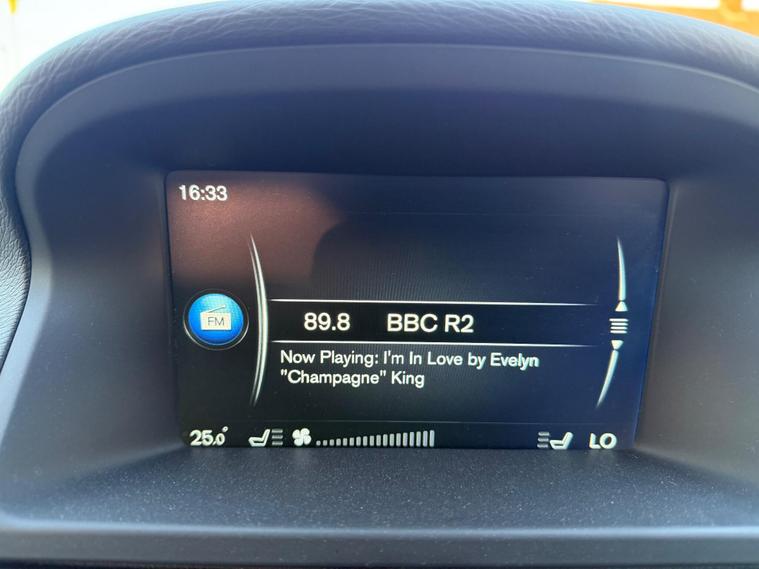 16:33
FM
89.8 BBC R2
Now Playing: I'm In Love by Evelyn
"Champagne" King
25.0° LO